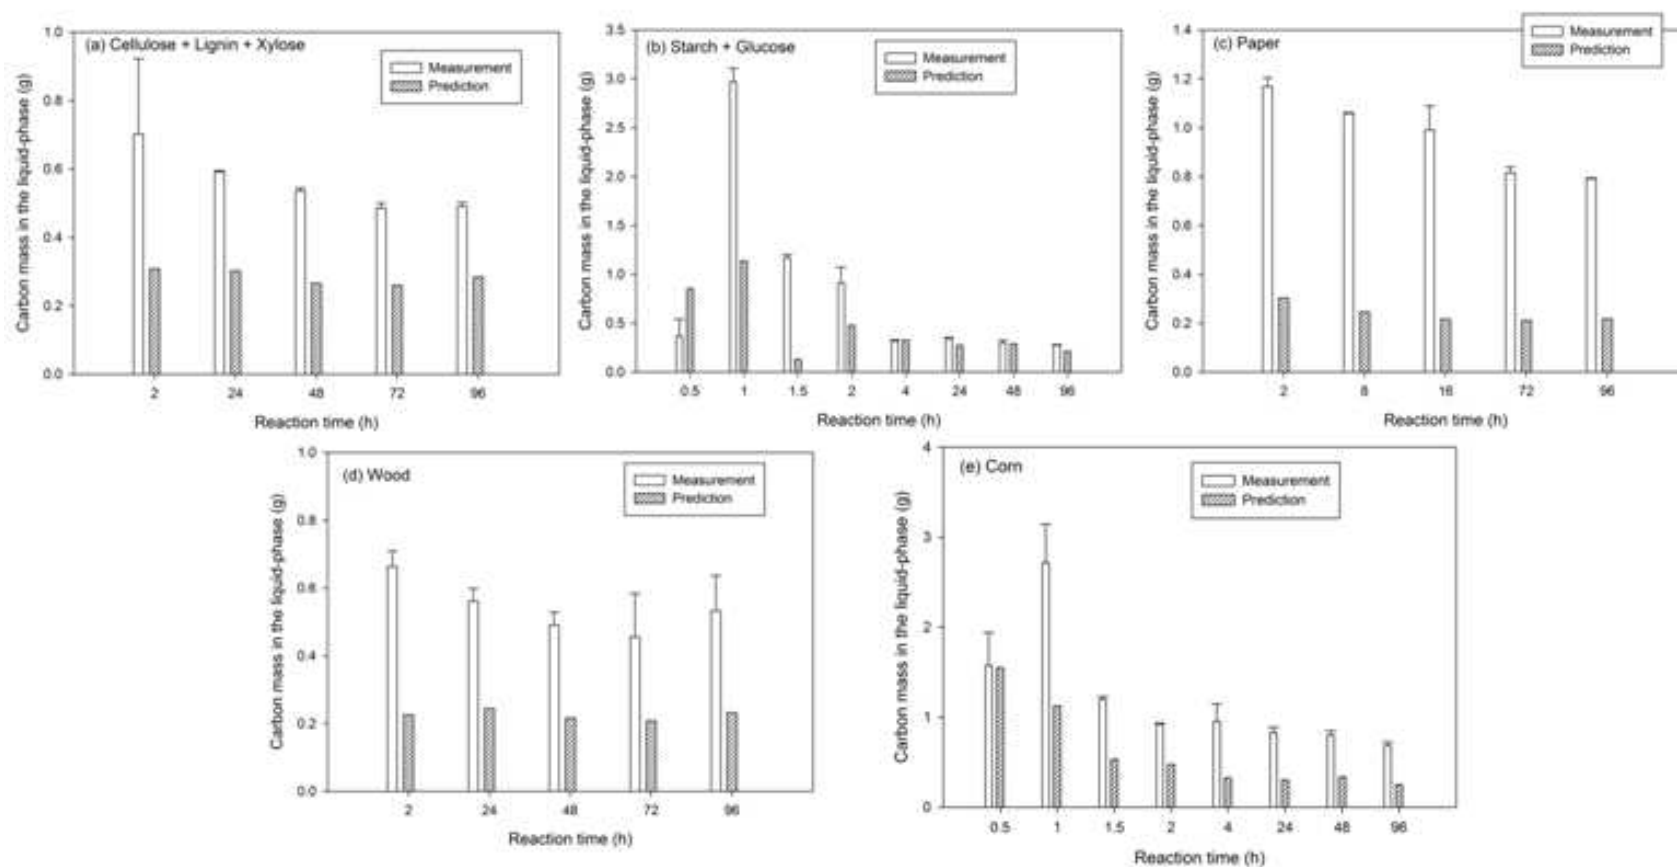 (a) Cellulose + Lignin + Xylose
Measurement
Prediction
Carbon mass in the liquid-phase (g)
1.0
0.8
0.6
0.4
0.2
0.0
2 24 48 72 96
Reaction time (h)
(b) Starch + Glucose
Measurement
Prediction
Carbon mass in the liquid-phase (g)
3.5
3.0
2.5
2.0
1.5
1.0
0.5
0.0
0.5 1 1.5 2 4 24 48 96
Reaction time (h)
(c) Paper
Measurement
Prediction
Carbon mass in the liquid-phase (g)
1.4
1.2
1.0
0.8
0.6
0.4
0.2
0.0
2 8 16 72 96
Reaction time (h)
(d) Wood
Measurement
Prediction
Carbon mass in the liquid-phase (g)
1.0
0.8
0.6
0.4
0.2
0.0
2 24 48 72 96
Reaction time (h)
(e) Corn
Measurement
Prediction
Carbon mass in the liquid-phase (g)
4
3
2
1
0
0.5 1 1.5 2 4 24 48 96
Reaction time (h)